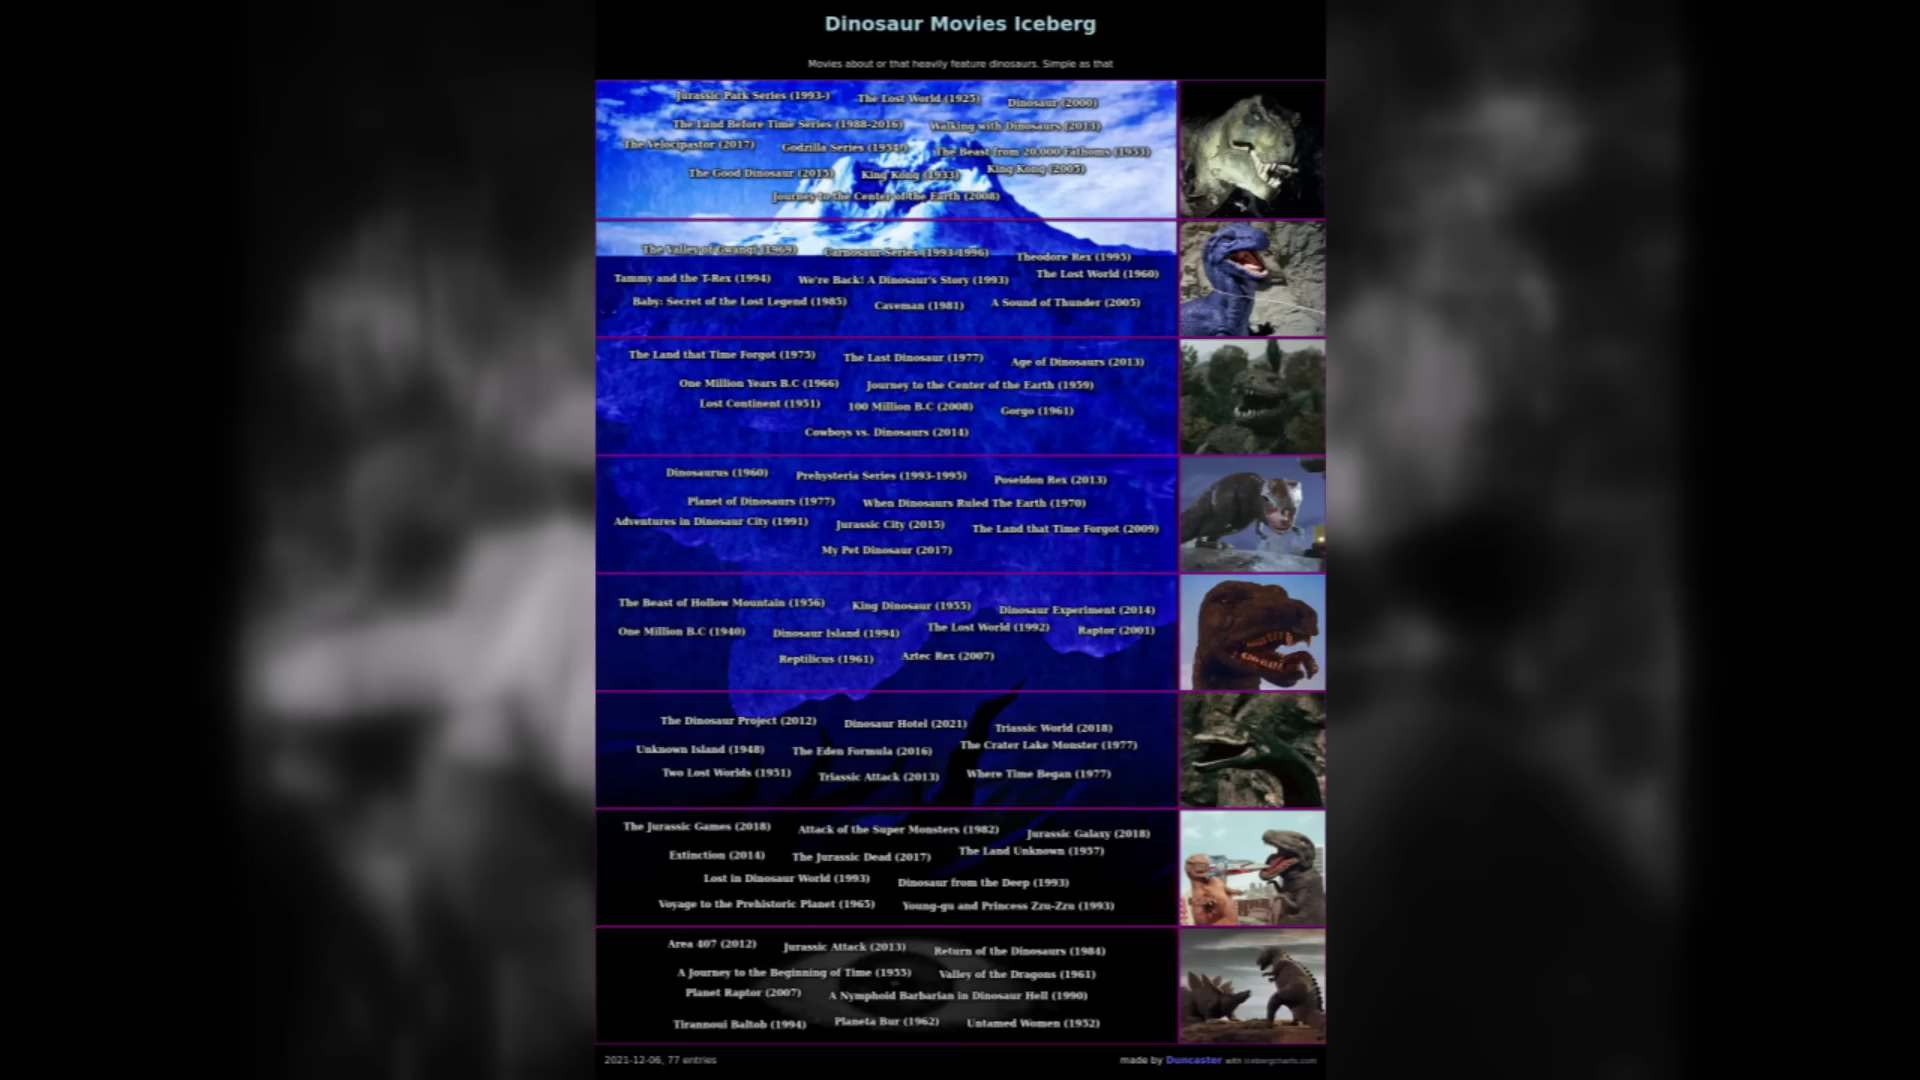 Dinosaur Movies Iceberg
Movies about or that heavily feature dinosaurs. Simple as that
Jurassic Park Series (1993-) The Lost World (1925) Dinosaur (2000)
The Land Before Time Series (1988-2016) Walking with Dinosaurs (2013)
The Velocipastor (2017) Godzilla Series (1954-) The Beast from 20,000 Fathoms (1953)
The Good Dinosaur (2015) King Kong (1933) King Kong (2005)
Journey to the Center of the Earth (2008)
The Valley of Gwangi (1969) Carnosaur Series (1993-1996) Theodore Rex (1995)
Tammy and the T-Rex (1994) We're Back! A Dinosaur's Story (1993) The Lost World (1960)
Baby: Secret of the Lost Legend (1985) Caveman (1981) A Sound of Thunder (2005)
The Land that Time Forgot (1975) The Last Dinosaur (1977) Age of Dinosaurs (2013)
One Million Years B.C (1966) Journey to the Center of the Earth (1959)
Lost Continent (1951) 100 Million B.C (2008) Gorgo (1961)
Cowboys vs. Dinosaurs (2014)
Dinosaurus (1960) Prehysteria Series (1993-1995) Poseidon Rex (2013)
Planet of Dinosaurs (1977) When Dinosaurs Ruled The Earth (1970)
Adventures in Dinosaur City (1991) Jurassic City (2015) The Land that Time Forgot (2009)
My Pet Dinosaur (2017)
The Beast of Hollow Mountain (1956) King Dinosaur (1955) Dinosaur Experiment (2014)
One Million B.C (1940) Dinosaur Island (1994) The Lost World (1992) Raptor (2001)
Reptilicus (1961) Aztec Rex (2007)
The Dinosaur Project (2012) Dinosaur Hotel (2021) Triassic World (2018)
Unknown Island (1948) The Eden Formula (2016) The Crater Lake Monster (1977)
Two Lost Worlds (1951) Triassic Attack (2013) Where Time Began (1977)
The Jurassic Games (2018) Attack of the Super Monsters (1982) Jurassic Galaxy (2018)
Extinction (2014) The Jurassic Dead (2017) The Land Unknown (1957)
Lost in Dinosaur World (1993) Dinosaur from the Deep (1993)
Voyage to the Prehistoric Planet (1965) Young-gu and Princess Zzu-Zzu (1993)
Area 407 (2012) Jurassic Attack (2013) Return of the Dinosaurs (1984)
A Journey to the Beginning of Time (1955) Valley of the Dragons (1961)
Planet Raptor (2007) A Nymphoid Barbarian in Dinosaur Hell (1990)
Tirannoui Baltob (1994) Planeta Bur (1962) Untamed Women (1952)
2021-12-06, 77 entries made by Duncaster with icebergcharts.com